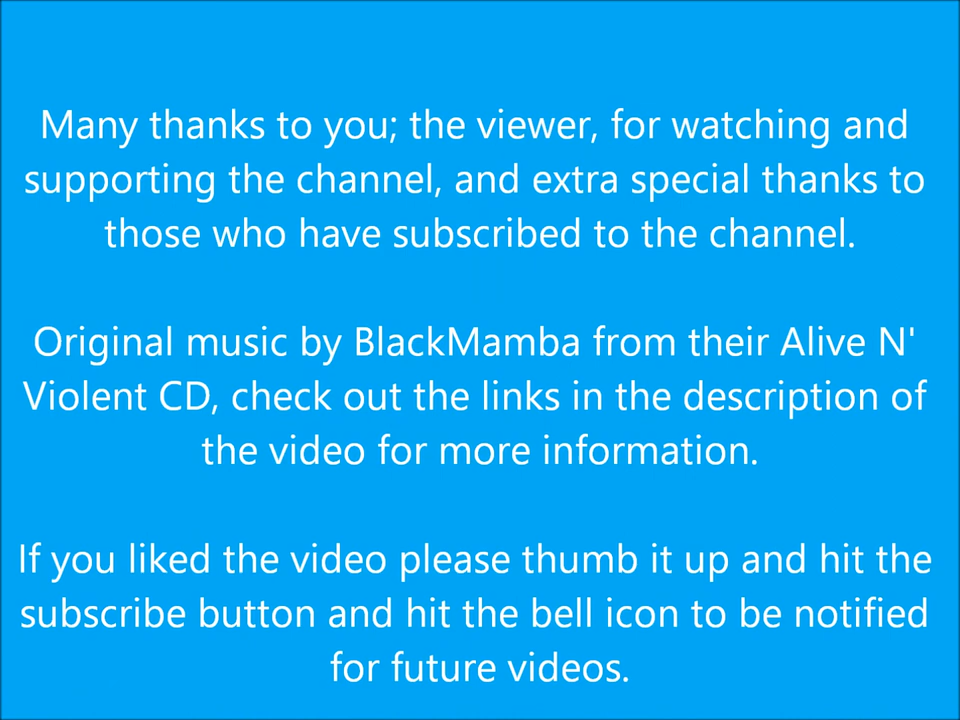 Many thanks to you; the viewer, for watching and
supporting the channel, and extra special thanks to
those who have subscribed to the channel.
Original music by BlackMamba from their Alive N'
Violent CD, check out the links in the description of
the video for more information.
If you liked the video please thumb it up and hit the
subscribe button and hit the bell icon to be notified
for future videos.